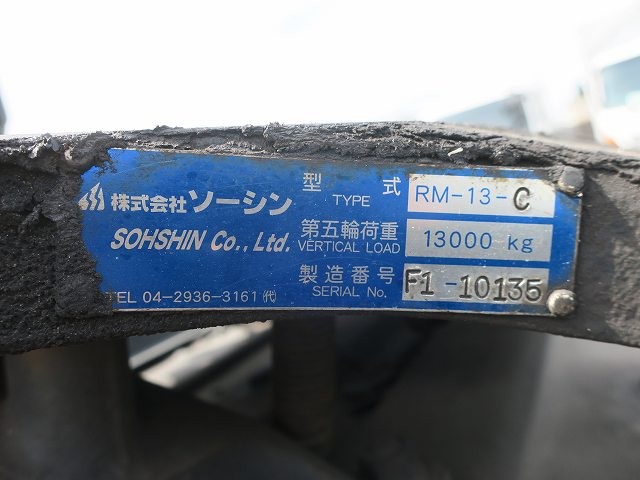 株式会社 ソーシン
SOHSHIN Co., Ltd.
TEL 04-2936-3161 (代)
型式 RM-13-C
TYPE
第五輪荷重 13000 kg
VERTICAL LOAD
製造番号 F1-10135
SERIAL No.